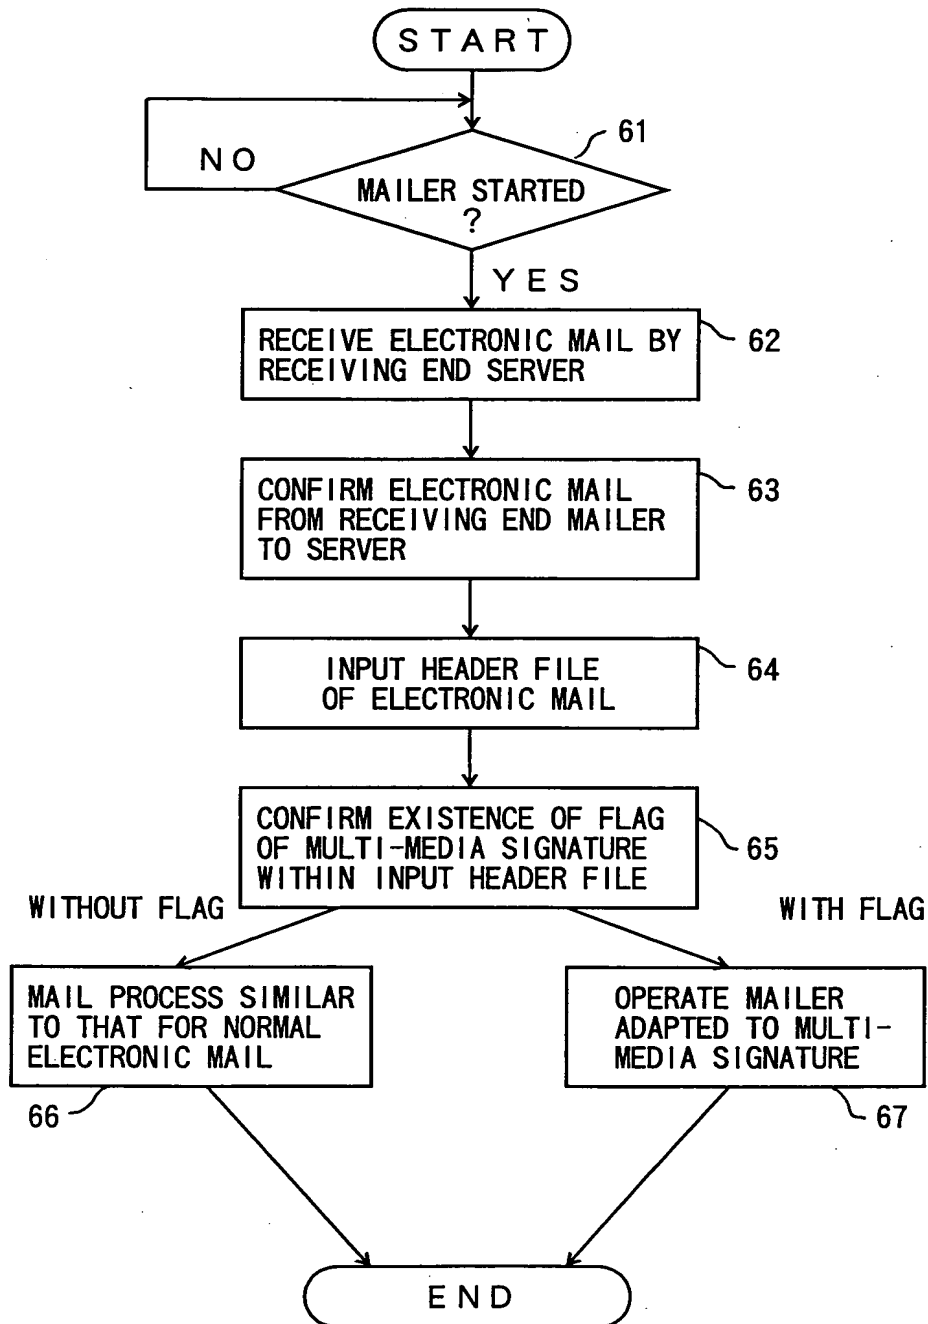 START
61
NO
MAILER STARTED
?
YES
RECEIVE ELECTRONIC MAIL BY
RECEIVING END SERVER
62
CONFIRM ELECTRONIC MAIL
FROM RECEIVING END MAILER
TO SERVER
63
INPUT HEADER FILE
OF ELECTRONIC MAIL
64
CONFIRM EXISTENCE OF FLAG
OF MULTI-MEDIA SIGNATURE
WITHIN INPUT HEADER FILE
65
WITHOUT FLAG
WITH FLAG
MAIL PROCESS SIMILAR
TO THAT FOR NORMAL
ELECTRONIC MAIL
66
OPERATE MAILER
ADAPTED TO MULTI-
MEDIA SIGNATURE
67
END